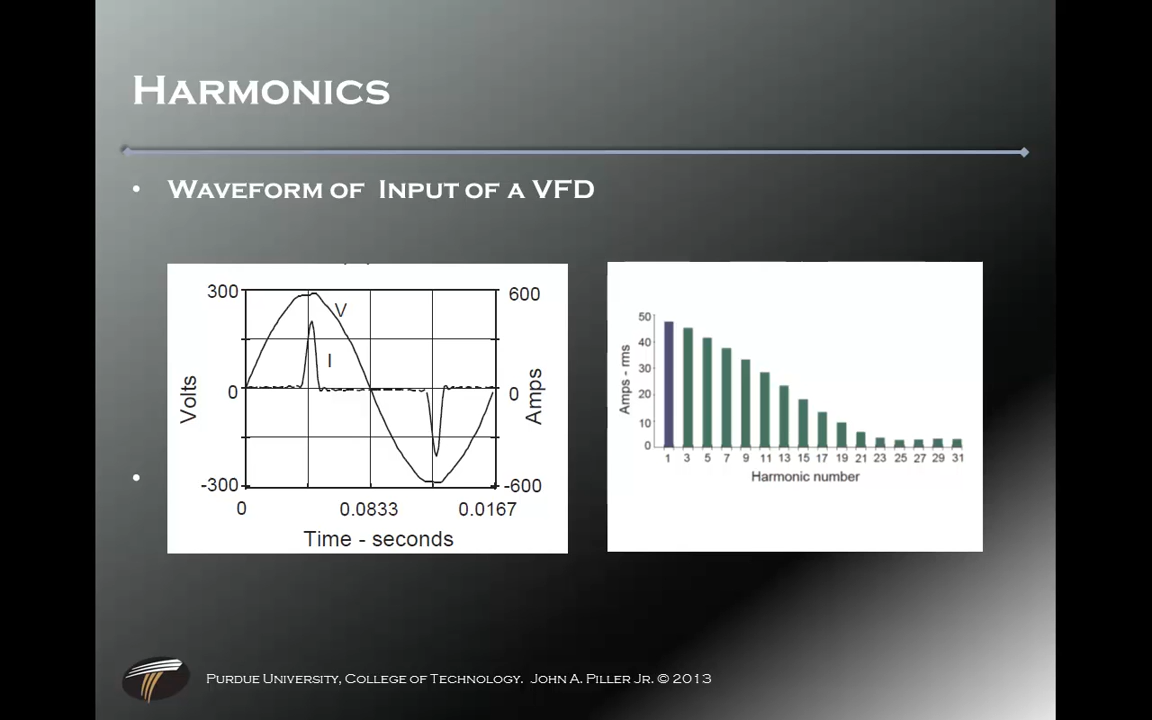 Harmonics
• Waveform of Input of a VFD
300
600
V
I
Volts
0
0
Amps
-300
-600
0
0.0833
0.0167
Time - seconds
50
40
30
20
10
0
Amps - rms
1 3 5 7 9 11 13 15 17 19 21 23 25 27 29 31
Harmonic number
•
Purdue University, College of Technology. John A. Piller Jr. © 2013